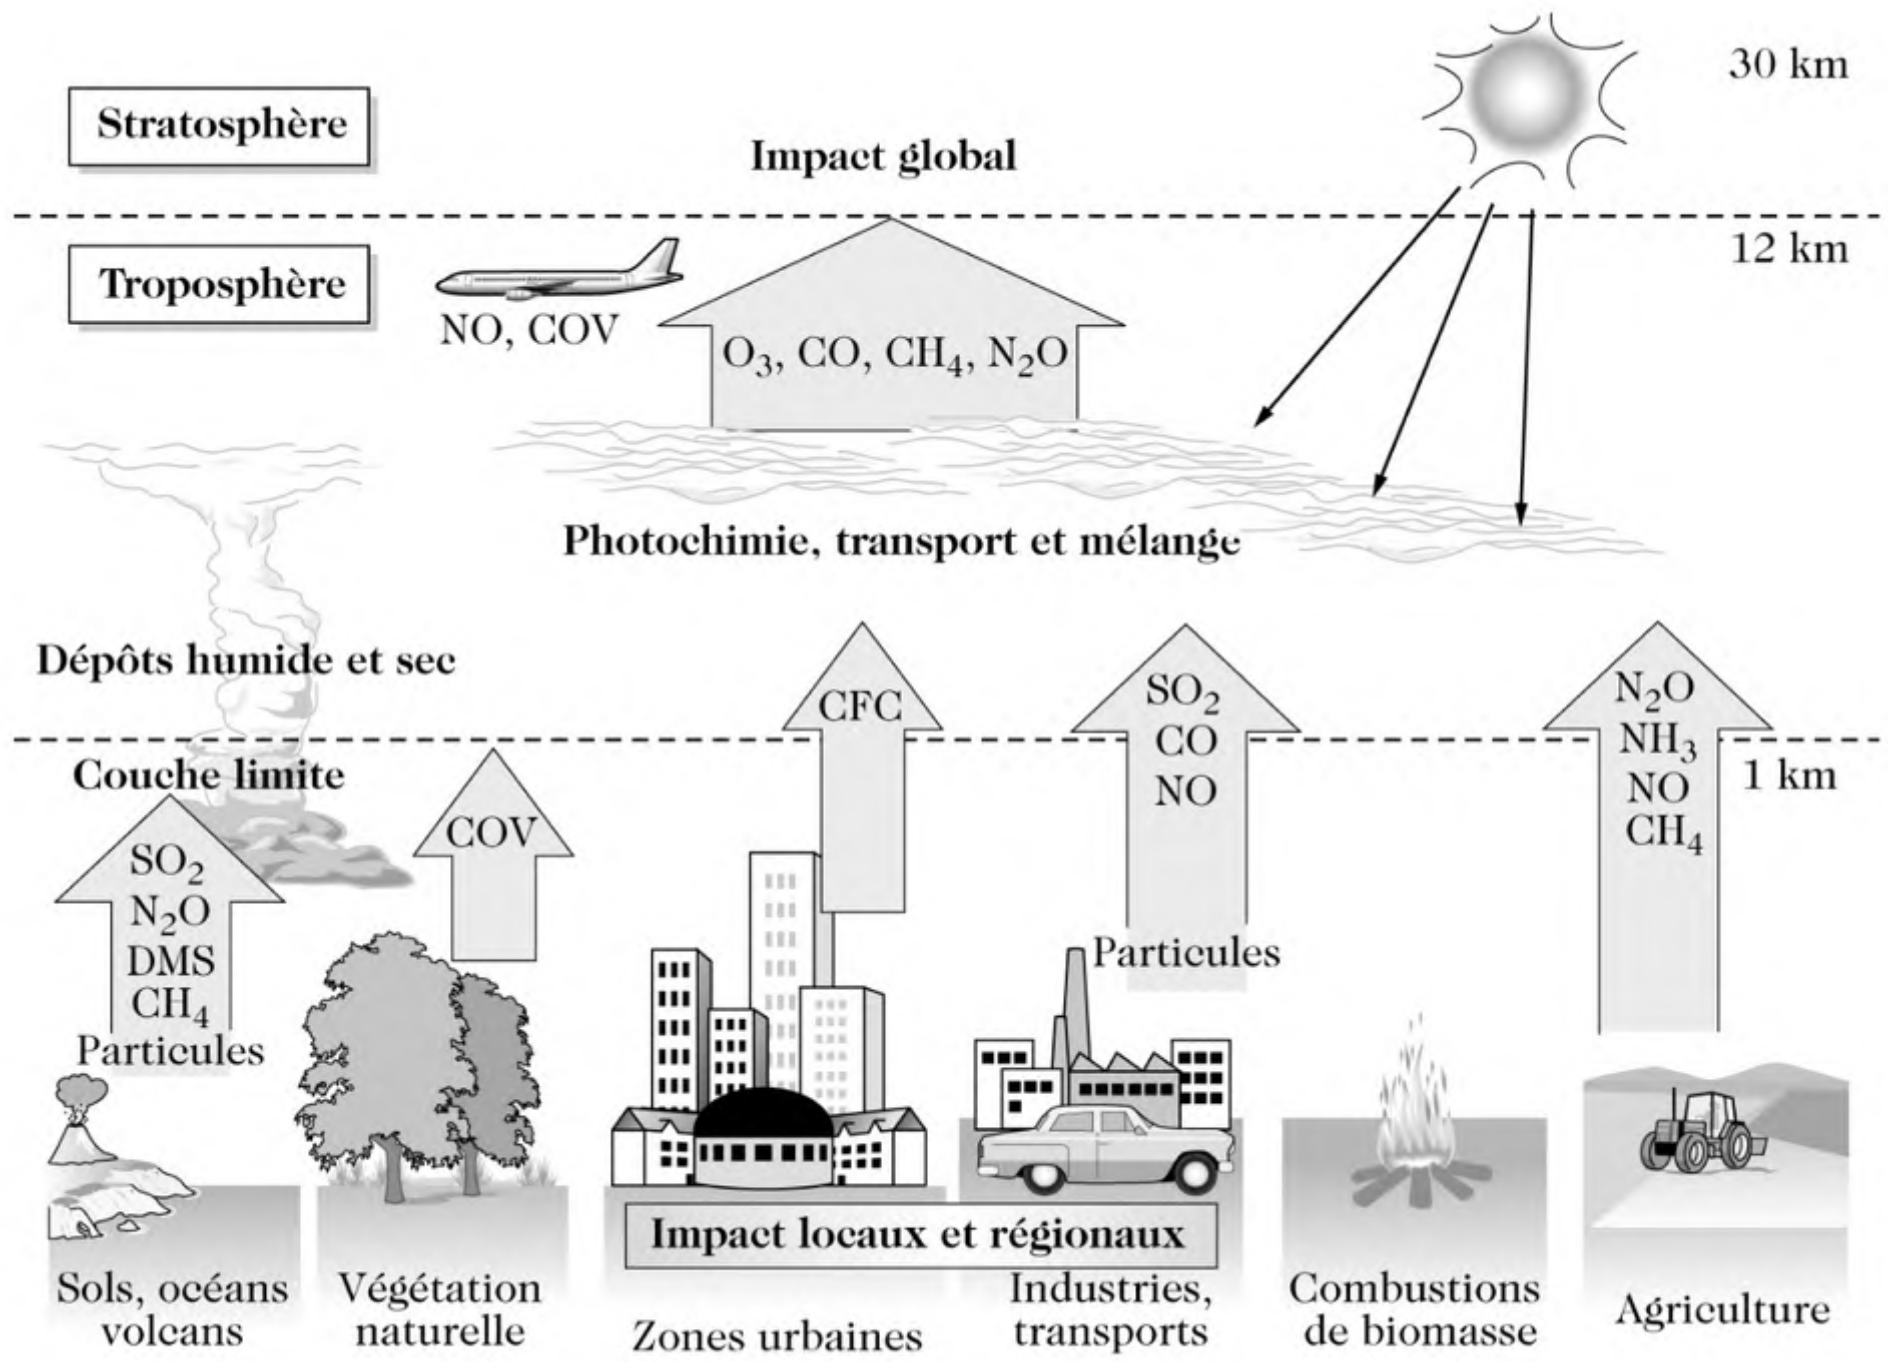 30 km
Stratosphère
Impact global
12 km
Troposphère
NO, COV
O₃, CO, CH₄, N₂O
Photochimie, transport et mélange
Dépôts humide et sec
CFC
SO₂
CO
NO
N₂O
NH₃
NO
CH₄
Couche limite
1 km
COV
SO₂
N₂O
DMS
CH₄
Particules
Particules
Impact locaux et régionaux
Sols, océans
volcans
Végétation
naturelle
Zones urbaines
Industries,
transports
Combustions
de biomasse
Agriculture